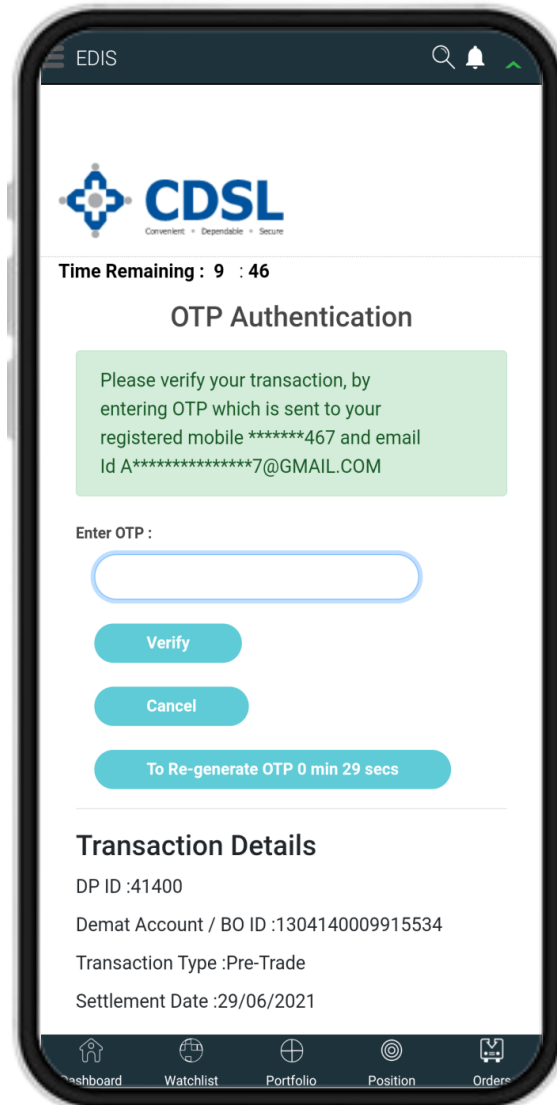 EDIS
CDSL
Convenient • Dependable • Secure
Time Remaining : 9 : 46
OTP Authentication
Please verify your transaction, by
entering OTP which is sent to your
registered mobile *******467 and email
Id A***************7@GMAIL.COM
Enter OTP :
Verify
Cancel
To Re-generate OTP 0 min 29 secs
Transaction Details
DP ID :41400
Demat Account / BO ID :1304140009915534
Transaction Type :Pre-Trade
Settlement Date :29/06/2021
Dashboard Watchlist Portfolio Position Orders